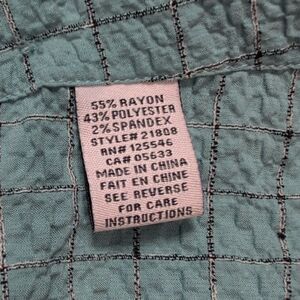 55% RAYON
43% POLYESTER
2% SPANDEX
STYLE# 21808
RN# 125546
CA# 05633
MADE IN CHINA
FAIT EN CHINE
SEE REVERSE
FOR CARE
INSTRUCTIONS